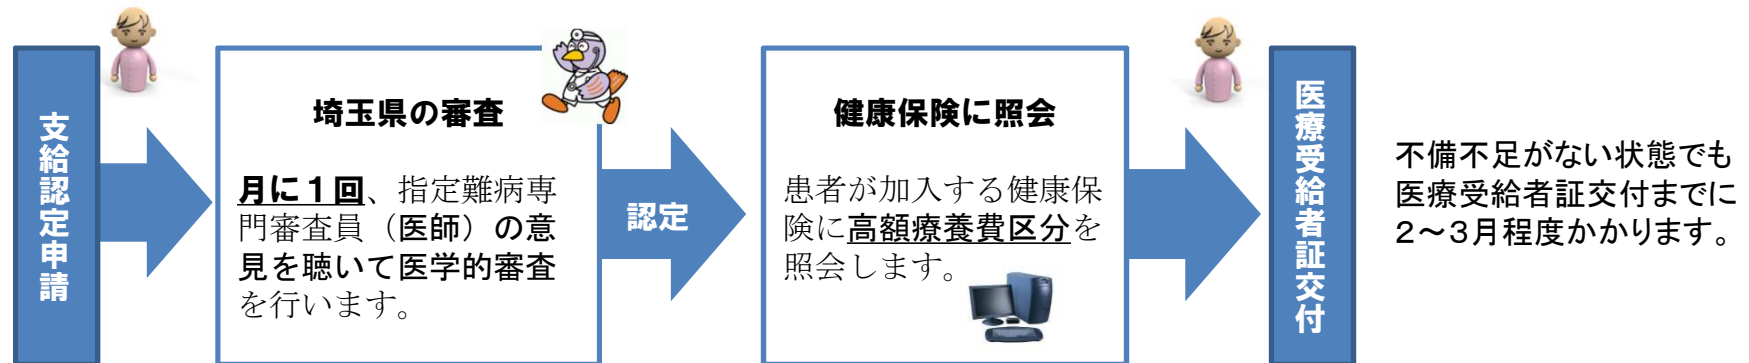 支給認定申請
埼玉県の審査
月に１回、指定難病専
門審査員（医師）の意
見を聴いて医学的審査
を行います。
認定
健康保険に照会
患者が加入する健康保
険に高額療養費区分を
照会します。
医療受給者証交付
不備不足がない状態でも
医療受給者証交付までに
２～３月程度かかります。